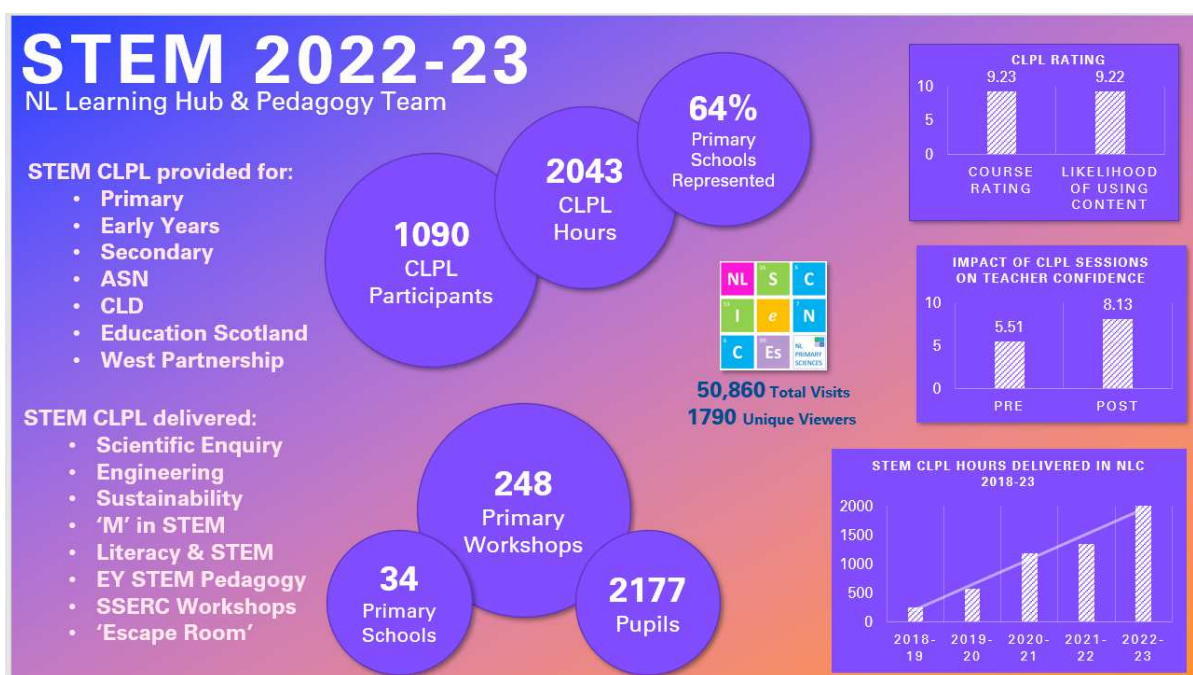 STEM 2022-23
NL Learning Hub & Pedagogy Team
STEM CLPL provided for:
• Primary
• Early Years
• Secondary
• ASN
• CLD
• Education Scotland
• West Partnership
STEM CLPL delivered:
• Scientific Enquiry
• Engineering
• Sustainability
• ‘M’ in STEM
• Literacy & STEM
• EY STEM Pedagogy
• SSERC Workshops
• ‘Escape Room’
1090
CLPL
Participants
2043
CLPL
Hours
64%
Primary
Schools
Represented
NL S C
I e N
C Es NL PRIMARY SCIENCES
50,860 Total Visits
1790 Unique Viewers
248
Primary
Workshops
34
Primary
Schools
2177
Pupils
CLPL RATING
9.23 9.22
10
5
0
COURSE RATING
LIKELIHOOD OF USING CONTENT
IMPACT OF CLPL SESSIONS
ON TEACHER CONFIDENCE
10
8.13
5.51
5
0
PRE POST
STEM CLPL HOURS DELIVERED IN NLC
2018-23
2000
1500
1000
500
0
2018- 2019- 2020- 2021- 2022-
19 20 21 22 23